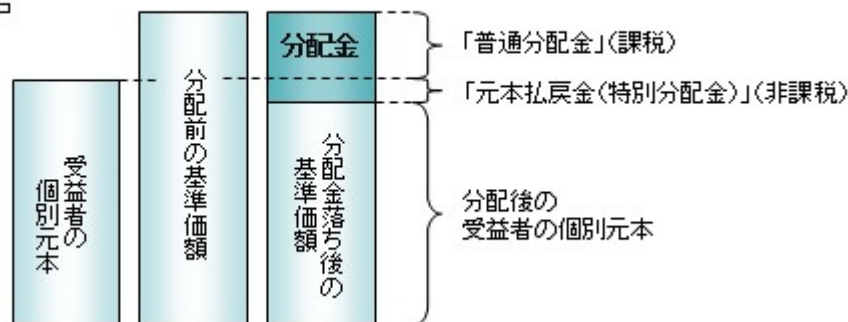 受益者の
個別元本
分配前の基準価額
分配金
分配金落ち後の
基準価額
「普通分配金」(課税)
「元本払戻金(特別分配金)」(非課税)
分配後の
受益者の個別元本